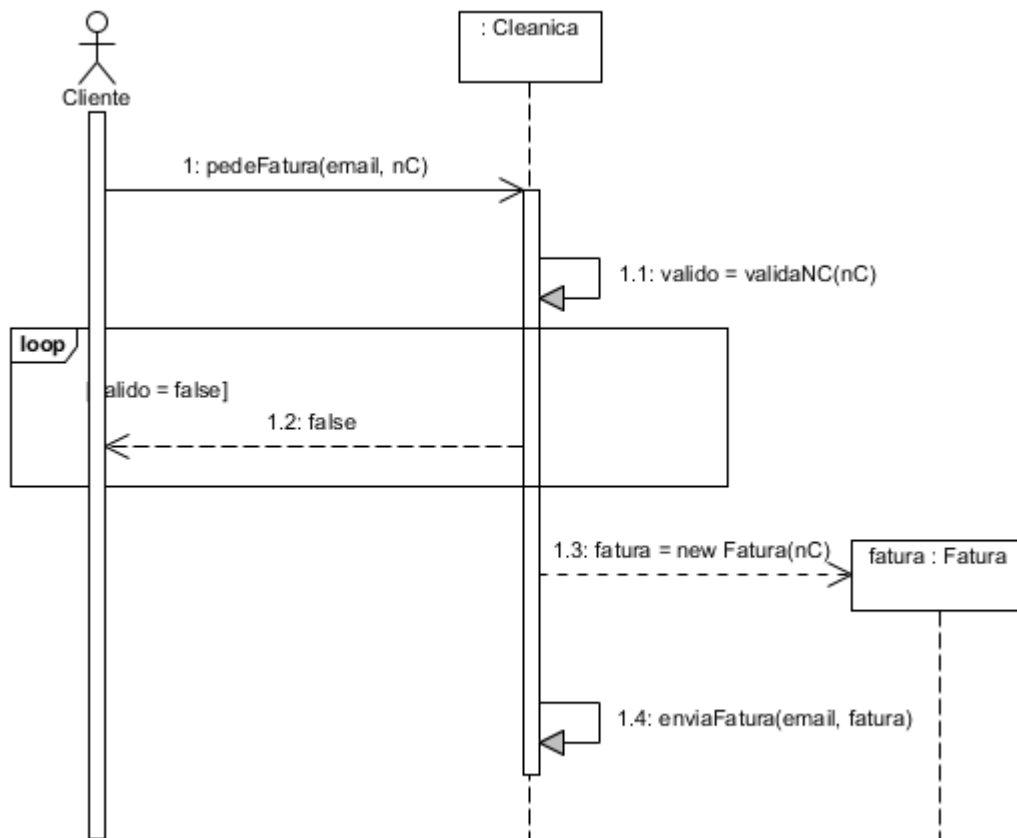 : Cleanica
Cliente
1: pedeFatura(email, nC)
1.1: valido = validaNC(nC)
loop
[valido = false]
1.2: false
1.3: fatura = new Fatura(nC)
fatura : Fatura
1.4: enviaFatura(email, fatura)